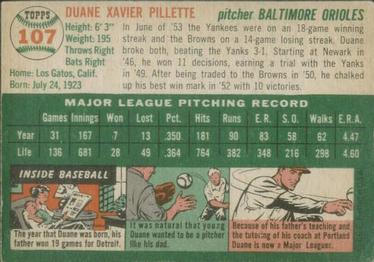 TOPPS
107
DUANE XAVIER PILLETTE pitcher BALTIMORE ORIOLES
Height: 6' 3"
Weight: 195
Throws Right
Bats Right
Home: Los Gatos, Calif.
Born: July 24, 1923
In June of '53 the Yankees were on an 18-game winning
streak and the Browns on a 14-game losing streak. Duane
broke both, beating the Yanks 3-1. Starting at Newark in
'46, he won 11 decisions, earning a trial with the Yanks
in '49. After being traded to the Browns in '50, he chalked
up his best win mark in '52 with 10 victories.
MAJOR LEAGUE PITCHING RECORD
Games Innings Won Lost Pct. Hits Runs E.R. S.O. Walks E.R.A.
Year 31 167 7 13 .350 181 90 83 58 62 4.47
Life 136 681 28 49 .364 764 382 348 216 298 4.60
INSIDE BASEBALL
The year that Duane was born, his
father won 19 games for Detroit.
It was natural that young
Duane wanted to be a pitcher
like his dad.
Because of his father's teaching and
the tutoring of his coach at Portland
Duane is now a Major Leaguer.